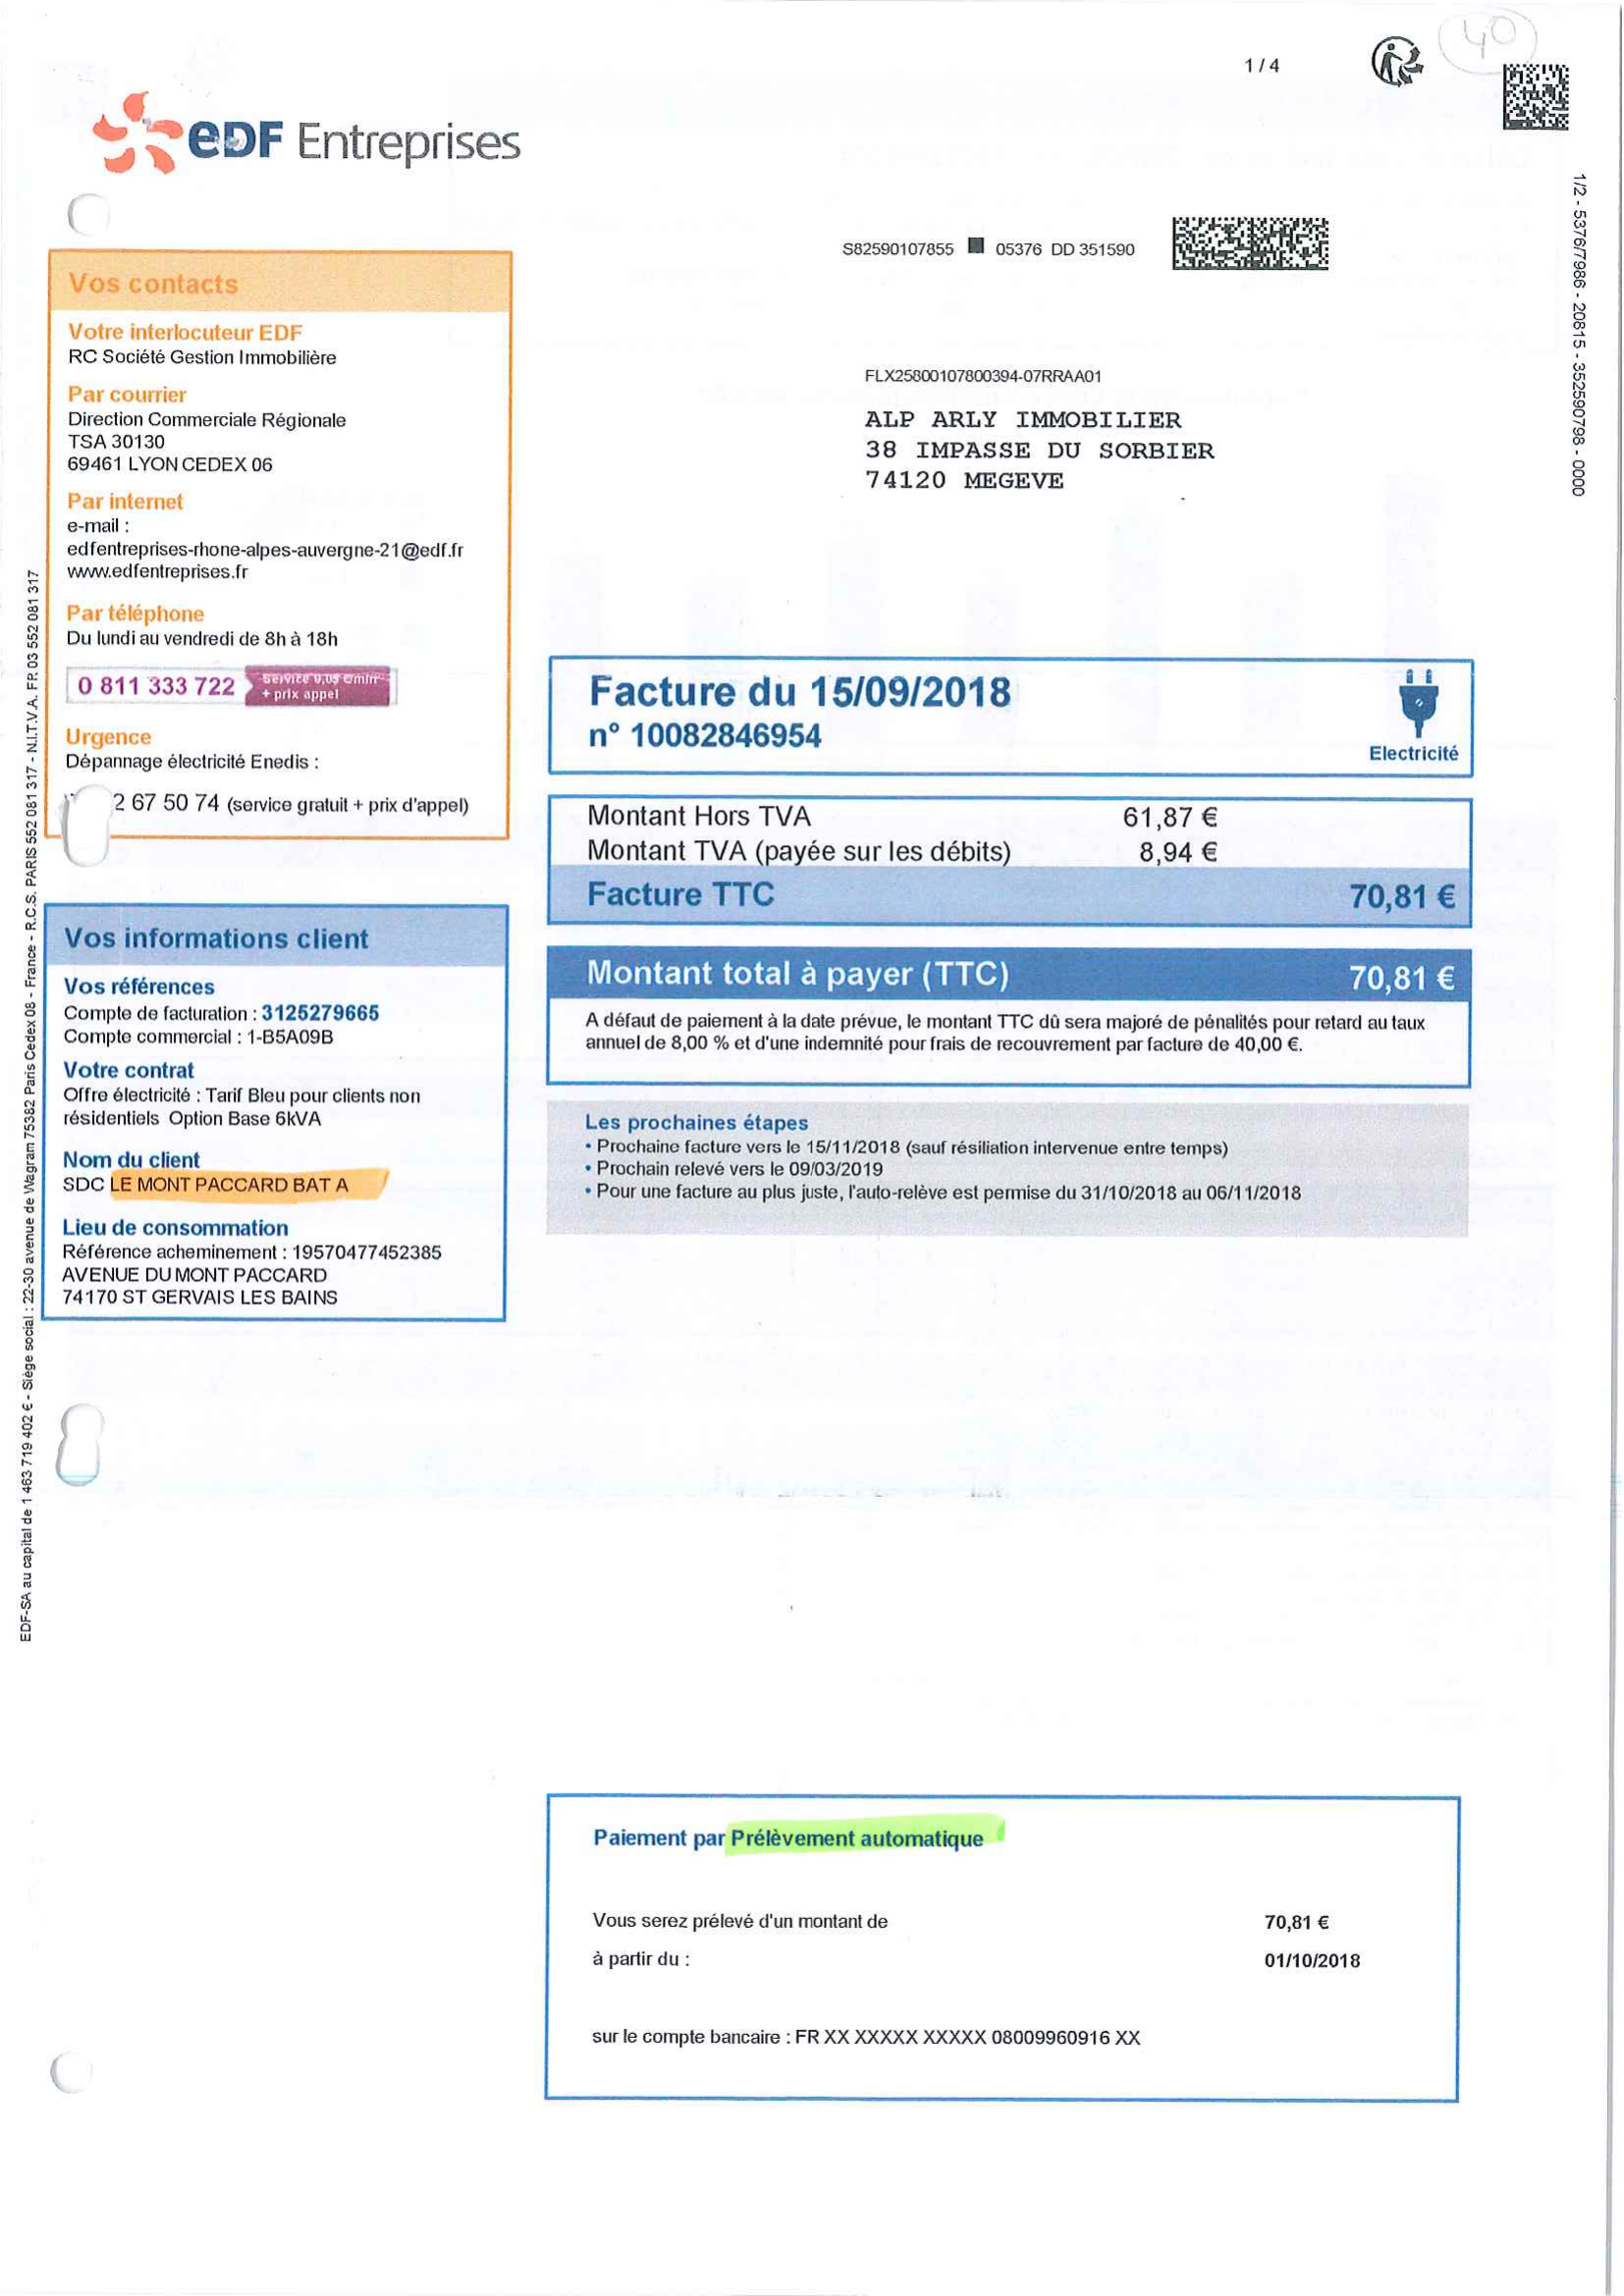 40
1 / 4
eDF Entreprises
S82590107855 05376 DD 351590
1/2 - 5376/7986 - 20815 - 352590798 - 0000
Vos contacts
Votre interlocuteur EDF
RC Société Gestion Immobilière
Par courrier
Direction Commerciale Régionale
TSA 30130
69461 LYON CEDEX 06
Par internet
e-mail :
edfentreprises-rhone-alpes-auvergne-21@edf.fr
www.edfentreprises.fr
Par téléphone
Du lundi au vendredi de 8h à 18h
0 811 333 722
Service 0,05 €/min
+ prix appel
Urgence
Dépannage électricité Enedis :
2 67 50 74 (service gratuit + prix d'appel)
FLX25800107800394-07RRAA01
ALP ARLY IMMOBILIER
38 IMPASSE DU SORBIER
74120 MEGEVE
Facture du 15/09/2018
n° 10082846954
Electricité
Montant Hors TVA 61,87 €
Montant TVA (payée sur les débits) 8,94 €
Facture TTC 70,81 €
Montant total à payer (TTC) 70,81 €
A défaut de paiement à la date prévue, le montant TTC dû sera majoré de pénalités pour retard au taux
annuel de 8,00 % et d'une indemnité pour frais de recouvrement par facture de 40,00 €.
Les prochaines étapes
• Prochaine facture vers le 15/11/2018 (sauf résiliation intervenue entre temps)
• Prochain relevé vers le 09/03/2019
• Pour une facture au plus juste, l'auto-relève est permise du 31/10/2018 au 06/11/2018
Vos informations client
Vos références
Compte de facturation : 3125279665
Compte commercial : 1-B5A09B
Votre contrat
Offre électricité : Tarif Bleu pour clients non
résidentiels Option Base 6kVA
Nom du client
SDC LE MONT PACCARD BAT A
Lieu de consommation
Référence acheminement : 19570477452385
AVENUE DU MONT PACCARD
74170 ST GERVAIS LES BAINS
EDF-SA au capital de 1 463 719 402 € - Siège social : 22-30 avenue de Wagram 75382 Paris Cedex 08 - France - R.C.S. PARIS 552 081 317 - N.I.T.V.A. FR 03 552 081 317
Paiement par Prélèvement automatique
Vous serez prélevé d'un montant de 70,81 €
à partir du : 01/10/2018
sur le compte bancaire : FR XX XXXXX XXXXX 08009960916 XX